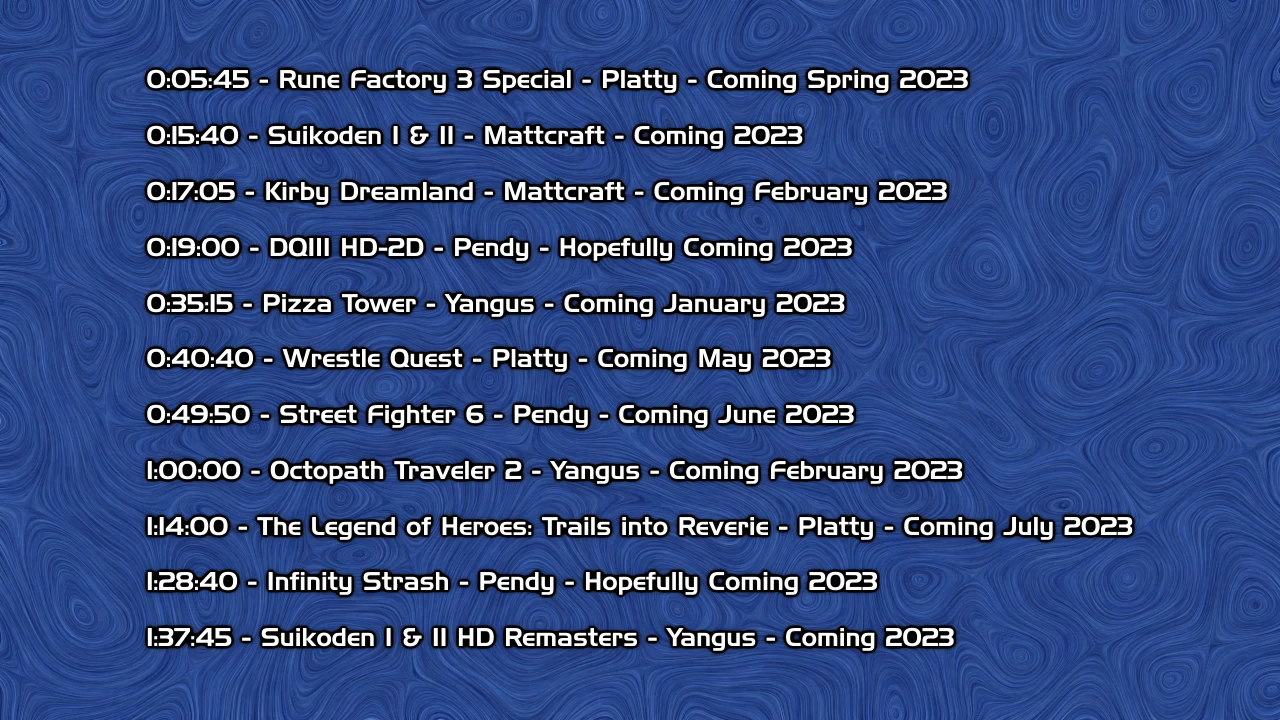 0:05:45 - Rune Factory 3 Special - Platty - Coming Spring 2023
0:15:40 - Suikoden I & II - Mattcraft - Coming 2023
0:17:05 - Kirby Dreamland - Mattcraft - Coming February 2023
0:19:00 - DQIII HD-2D - Pendy - Hopefully Coming 2023
0:35:15 - Pizza Tower - Yangus - Coming January 2023
0:40:40 - Wrestle Quest - Platty - Coming May 2023
0:49:50 - Street Fighter 6 - Pendy - Coming June 2023
1:00:00 - Octopath Traveler 2 - Yangus - Coming February 2023
1:14:00 - The Legend of Heroes: Trails into Reverie - Platty - Coming July 2023
1:28:40 - Infinity Strash - Pendy - Hopefully Coming 2023
1:37:45 - Suikoden I & II HD Remasters - Yangus - Coming 2023